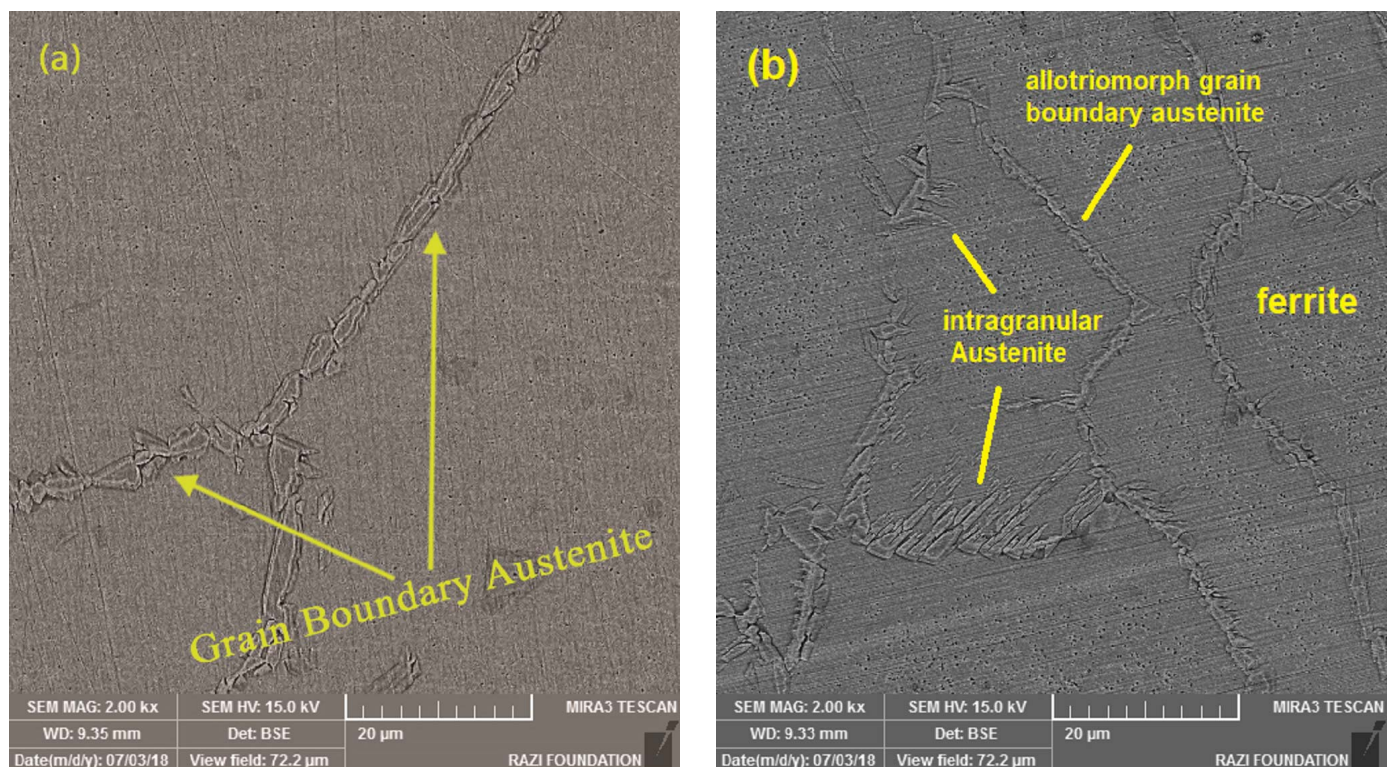 (a)
Grain Boundary Austenite
SEM MAG: 2.00 kx
SEM HV: 15.0 kV
MIRA3 TESCAN
WD: 9.35 mm
Det: BSE
20 µm
Date(m/d/y): 07/03/18
View field: 72.2 µm
RAZI FOUNDATION
(b)
allotriomorph grain
boundary austenite
ferrite
intragranular
Austenite
SEM MAG: 2.00 kx
SEM HV: 15.0 kV
MIRA3 TESCAN
WD: 9.33 mm
Det: BSE
20 µm
Date(m/d/y): 07/03/18
View field: 72.2 µm
RAZI FOUNDATION